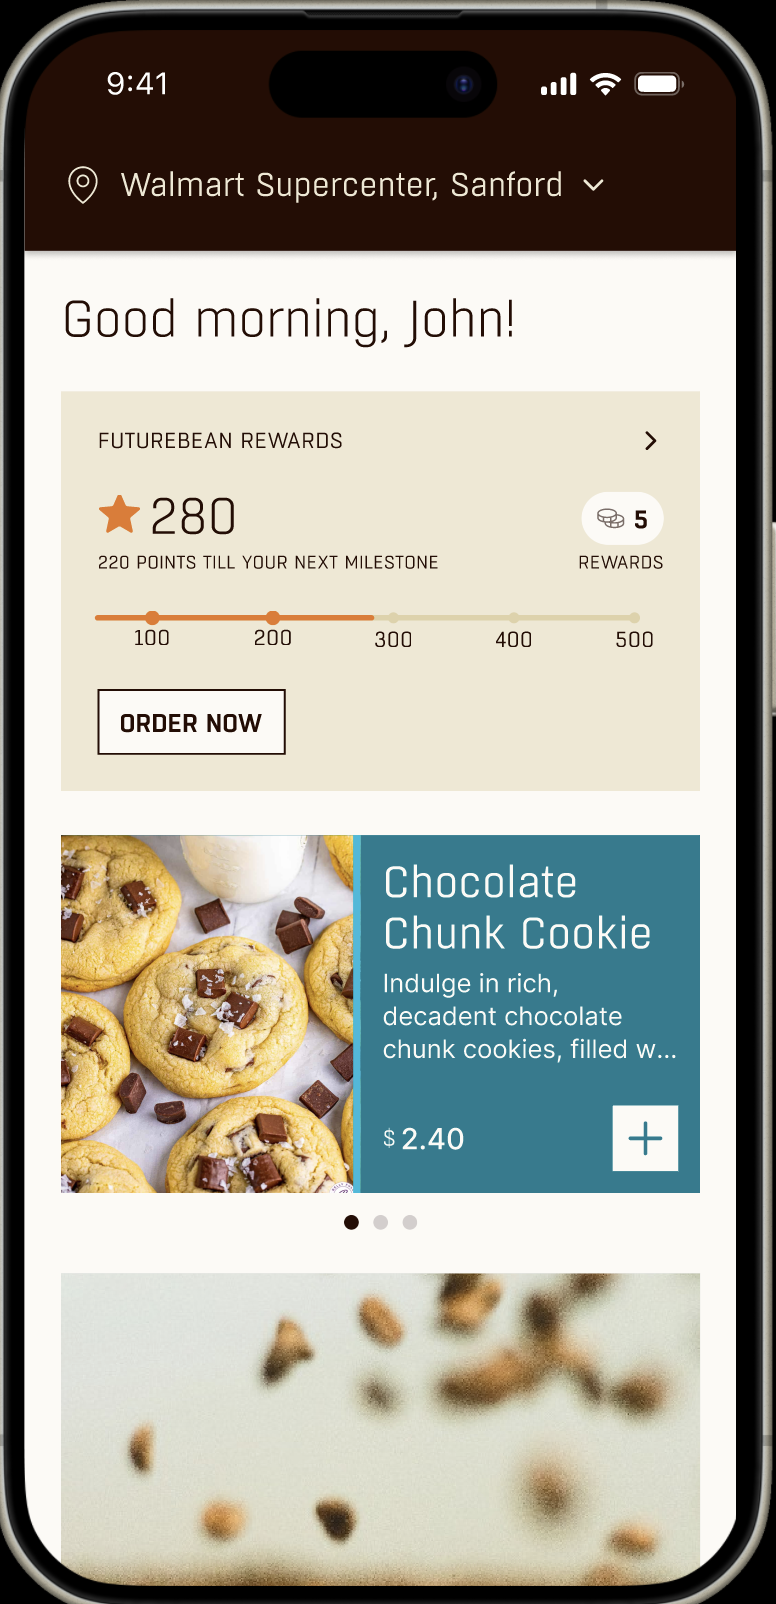 9:41
Walmart Supercenter, Sanford
Good morning, John!
FUTUREBEAN REWARDS
280
5
220 POINTS TILL YOUR NEXT MILESTONE
REWARDS
100 200 300 400 500
ORDER NOW
Chocolate
Chunk Cookie
Indulge in rich,
decadent chocolate
chunk cookies, filled w...
$ 2.40